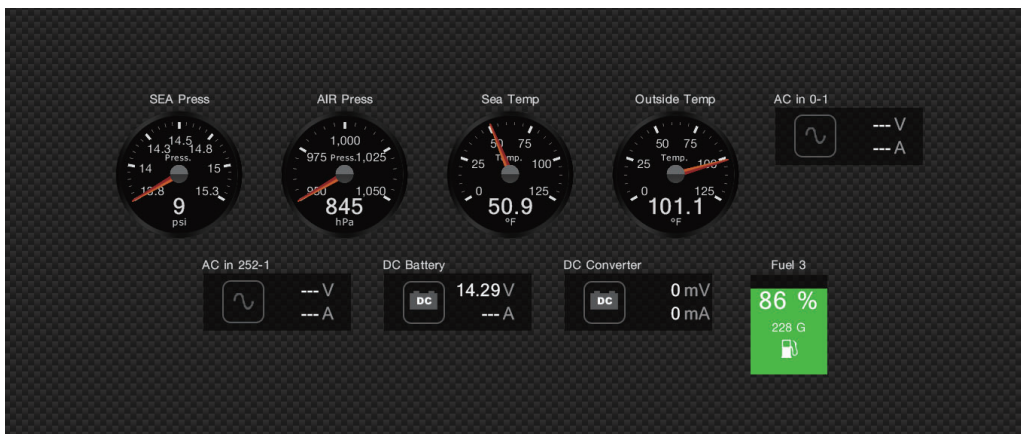 SEA Press
14.5
14.3 14.8
Press.
14 15
13.8 15.3
9
psi
AIR Press
1,000
975 Press. 1,025
950 1,050
845
hPa
Sea Temp
50 75
Temp.
25 100
0 125
50.9
°F
Outside Temp
50 75
Temp.
25 100
0 125
101.1
°F
AC in 0-1
--- V
--- A
AC in 252-1
--- V
--- A
DC Battery
DC
14.29 V
--- A
DC Converter
DC
0 mV
0 mA
Fuel 3
86 %
228 G